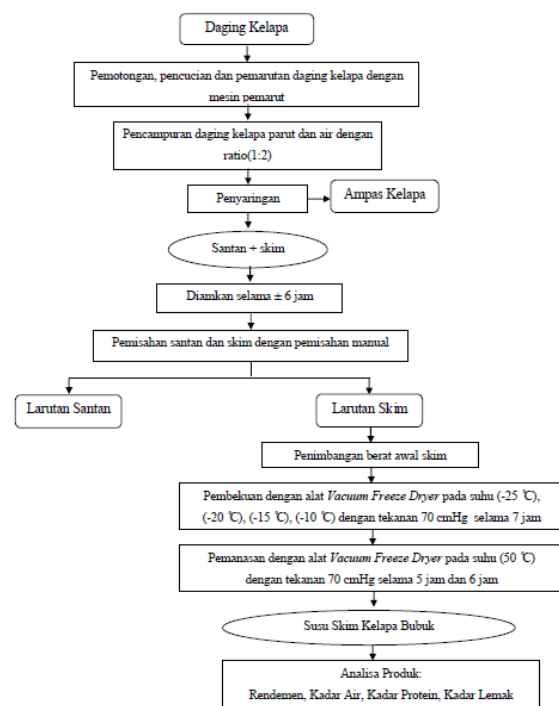 Daging Kelapa
Pemotongan, pencucian dan pemarutan daging kelapa dengan
mesin pemarut
Pencampuran daging kelapa parut dan air dengan
ratio(1:2)
Penyaringan
Ampas Kelapa
Santan + skim
Diamkan selama ± 6 jam
Pemisahan santan dan skim dengan pemisahan manual
Larutan Santan
Larutan Skim
Penimbangan berat awal skim
Pembekuan dengan alat Vacuum Freeze Dryer pada suhu (-25 ℃),
(-20 ℃), (-15 ℃), (-10 ℃) dengan tekanan 70 cmHg selama 7 jam
Pemanasan dengan alat Vacuum Freeze Dryer pada suhu (50 ℃)
dengan tekanan 70 cmHg selama 5 jam dan 6 jam
Susu Skim Kelapa Bubuk
Analisa Produk:
Rendemen, Kadar Air, Kadar Protein, Kadar Lemak